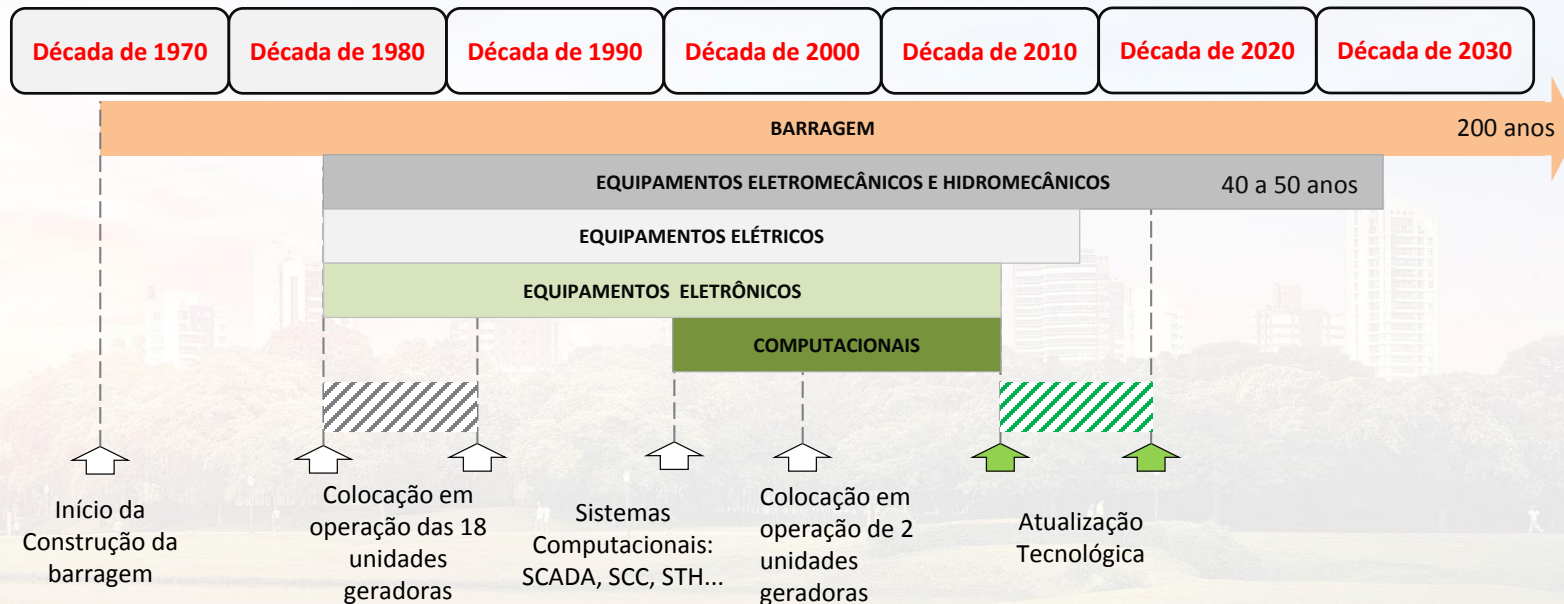 Década de 1970
Década de 1980
Década de 1990
Década de 2000
Década de 2010
Década de 2020
Década de 2030
BARRAGEM
200 anos
EQUIPAMENTOS ELETROMECÂNICOS E HIDROMECÂNICOS
40 a 50 anos
EQUIPAMENTOS ELÉTRICOS
EQUIPAMENTOS ELETRÔNICOS
COMPUTACIONAIS
Início da
Construção da
barragem
Colocação em
operação das 18
unidades
geradoras
Sistemas
Computacionais:
SCADA, SCC, STH...
Colocação em
operação de 2
unidades
geradoras
Atualização
Tecnológica